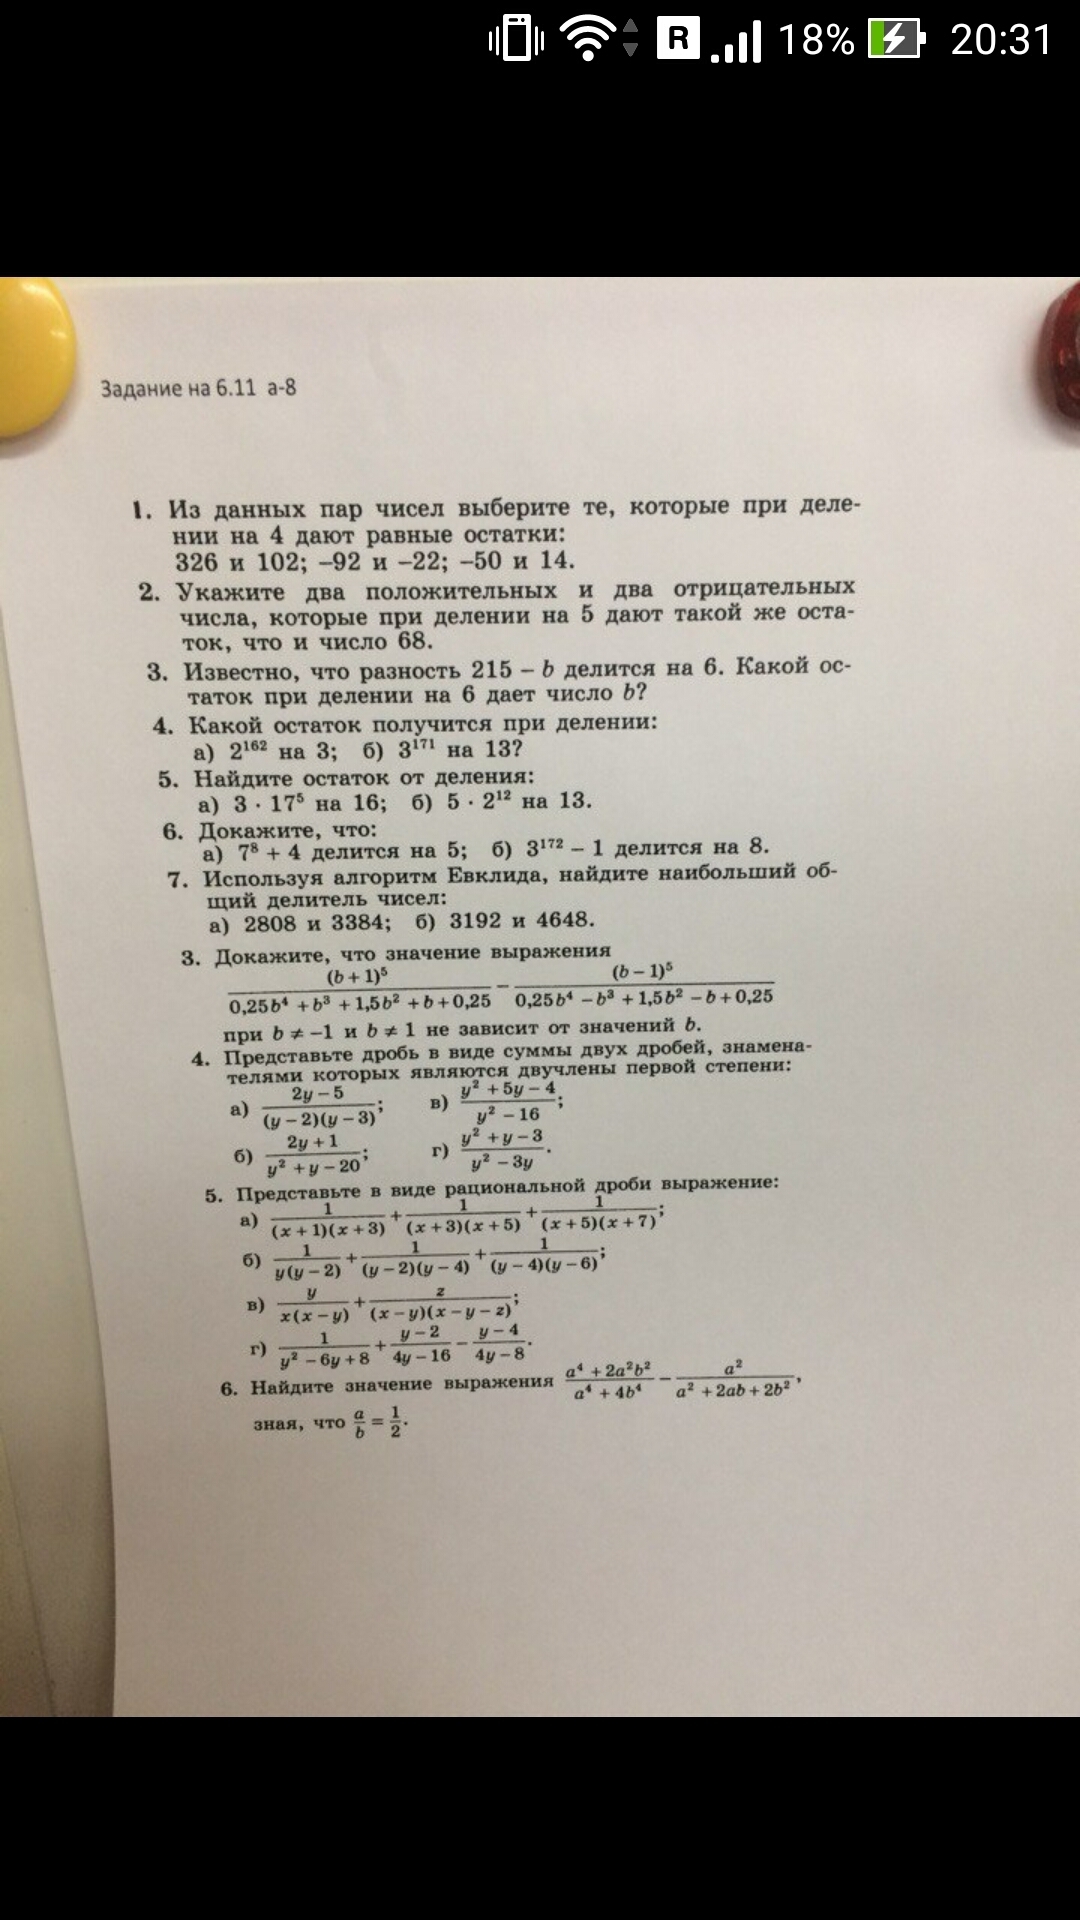 R 18% 20:31
Задание на 6.11 а-8
1. Из данных пар чисел выберите те, которые при деле-
нии на 4 дают равные остатки:
326 и 102; –92 и –22; –50 и 14.
2. Укажите два положительных и два отрицательных
числа, которые при делении на 5 дают такой же оста-
ток, что и число 68.
3. Известно, что разность 215 – b делится на 6. Какой ос-
таток при делении на 6 дает число b?
4. Какой остаток получится при делении:
а) 2¹⁶² на 3; б) 3¹⁷¹ на 13?
5. Найдите остаток от деления:
а) 3 · 17⁵ на 16; б) 5 · 2¹² на 13.
6. Докажите, что:
а) 7⁸ + 4 делится на 5; б) 3¹⁷² – 1 делится на 8.
7. Используя алгоритм Евклида, найдите наибольший об-
щий делитель чисел:
а) 2808 и 3384; б) 3192 и 4648.
3. Докажите, что значение выражения
(b + 1)⁵ / (0,25b⁴ + b³ + 1,5b² + b + 0,25) – (b – 1)⁵ / (0,25b⁴ – b³ + 1,5b² – b + 0,25)
при b ≠ –1 и b ≠ 1 не зависит от значений b.
4. Представьте дробь в виде суммы двух дробей, знамена-
телями которых являются двучлены первой степени:
а) (2y – 5) / ((y – 2)(y – 3)); в) (y² + 5y – 4) / (y² – 16);
б) (2y + 1) / (y² + y – 20); г) (y² + y – 3) / (y² – 3y).
5. Представьте в виде рациональной дроби выражение:
а) 1 / ((x + 1)(x + 3)) + 1 / ((x + 3)(x + 5)) + 1 / ((x + 5)(x + 7));
б) 1 / (y(y – 2)) + 1 / ((y – 2)(y – 4)) + 1 / ((y – 4)(y – 6));
в) y / (x(x – y)) + z / ((x – y)(x – y – z));
г) 1 / (y² – 6y + 8) + (y – 2) / (4y – 16) – (y – 4) / (4y – 8).
6. Найдите значение выражения (a⁴ + 2a²b²) / (a⁴ + 4b⁴) – a² / (a² + 2ab + 2b²),
зная, что a/b = 1/2.